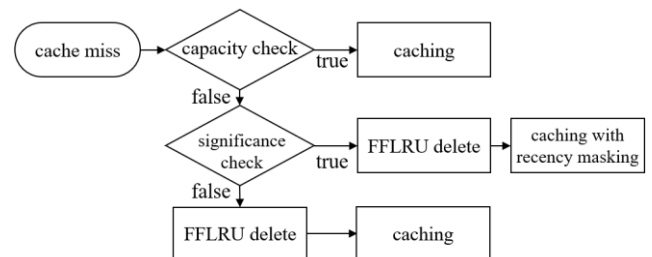 cache miss
capacity check
true
caching
false
significance
check
true
FFLRU delete
caching with
recency masking
false
FFLRU delete
caching